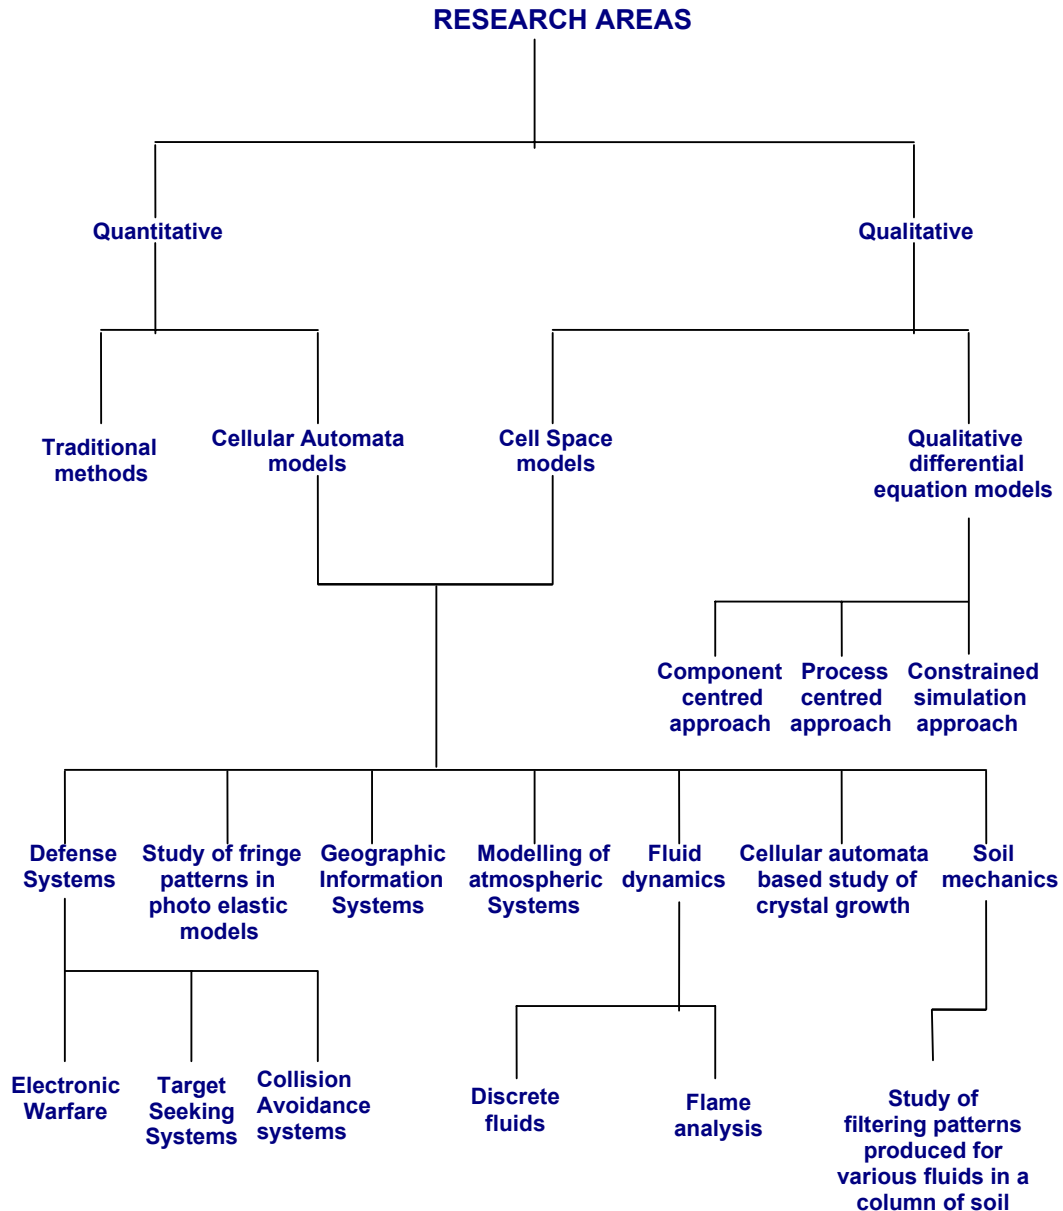 RESEARCH AREAS
Quantitative
Qualitative
Traditional
methods
Cellular Automata
models
Cell Space
models
Qualitative
differential
equation models
Component
centred
approach
Process
centred
approach
Constrained
simulation
approach
Defense
Systems
Study of fringe
patterns in
photo elastic
models
Geographic
Information
Systems
Modelling of
atmospheric
Systems
Fluid
dynamics
Cellular automata
based study of
crystal growth
Soil
mechanics
Electronic
Warfare
Target
Seeking
Systems
Collision
Avoidance
systems
Discrete
fluids
Flame
analysis
Study of
filtering patterns
produced for
various fluids in a
column of soil